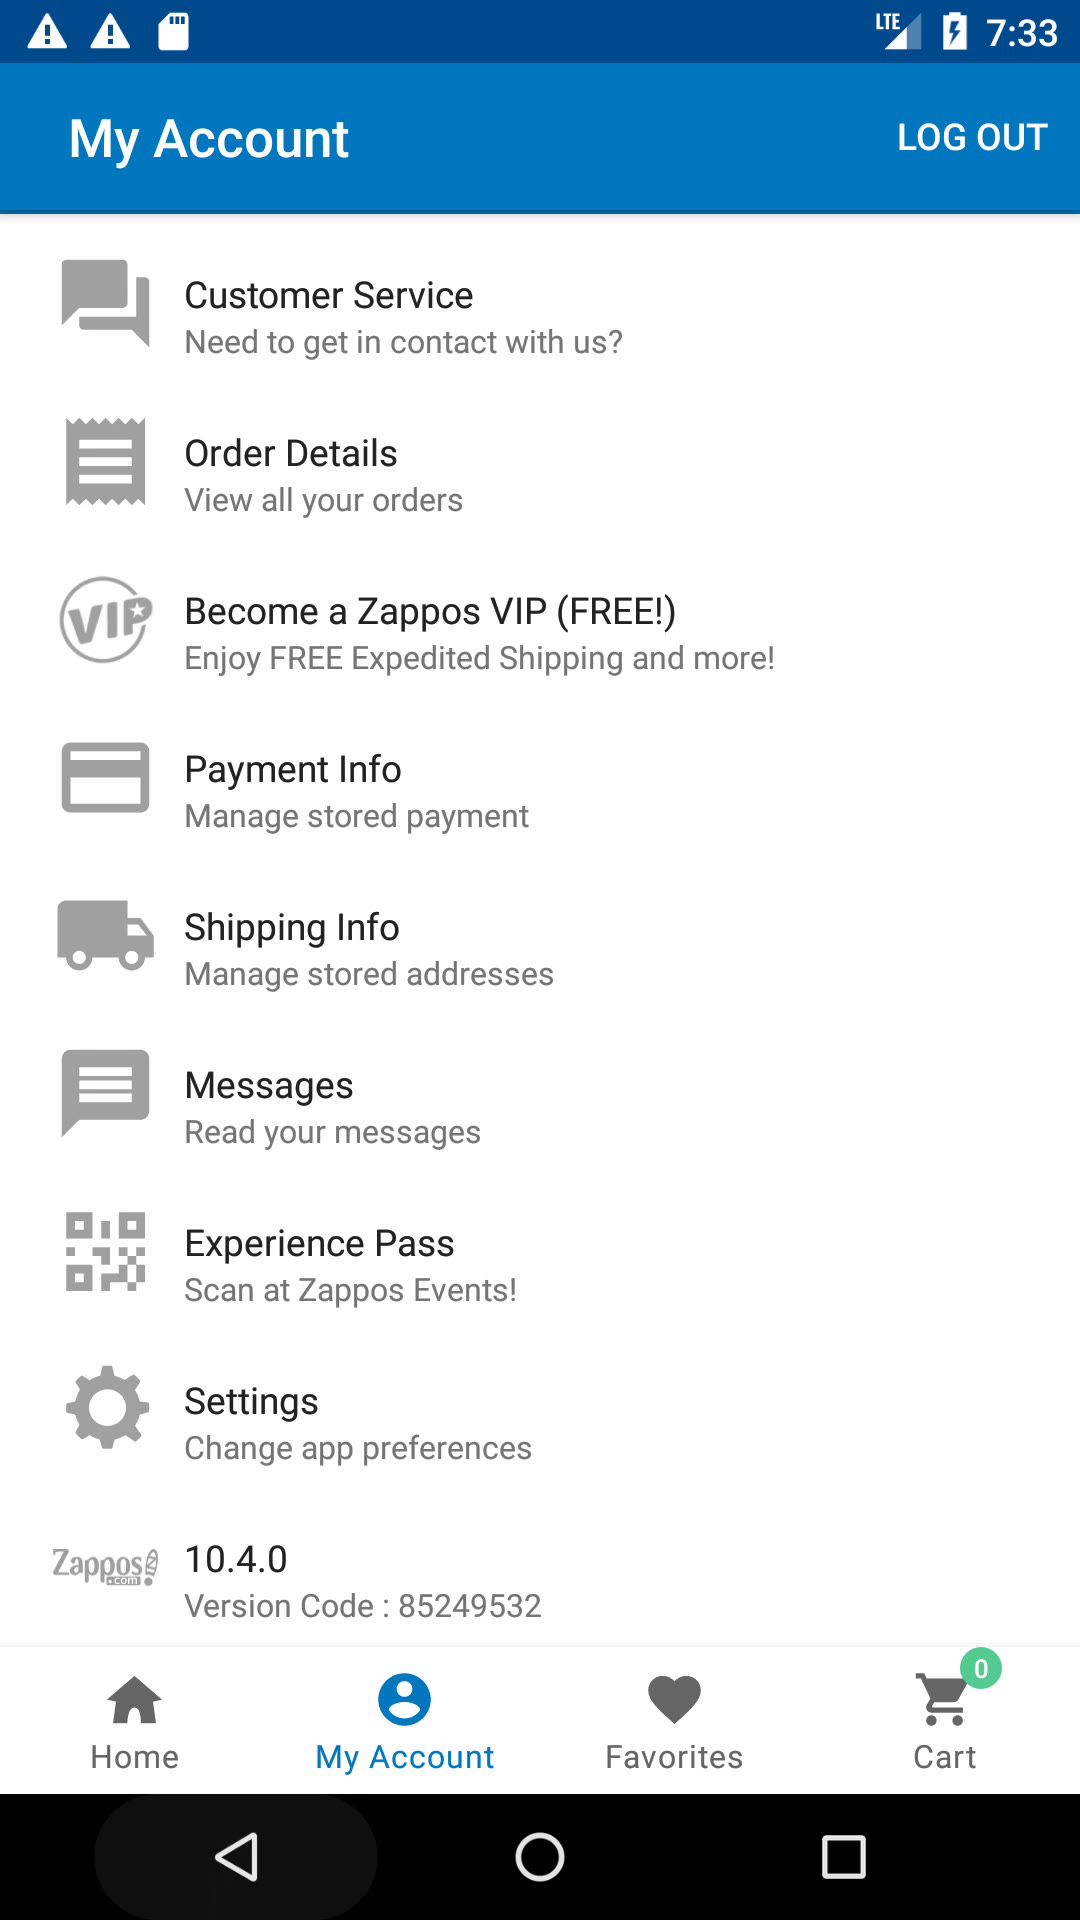 LTE 7:33
My Account LOG OUT
Customer Service
Need to get in contact with us?
Order Details
View all your orders
VIP
Become a Zappos VIP (FREE!)
Enjoy FREE Expedited Shipping and more!
Payment Info
Manage stored payment
Shipping Info
Manage stored addresses
Messages
Read your messages
Experience Pass
Scan at Zappos Events!
Settings
Change app preferences
Zappos
.com
10.4.0
Version Code : 85249532
0
Home My Account Favorites Cart